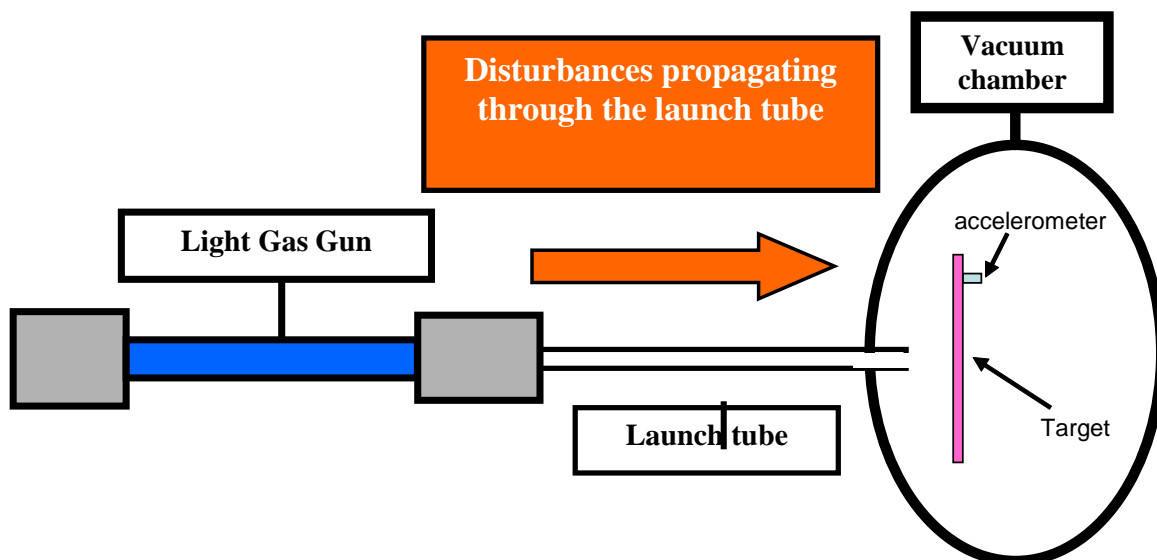 Disturbances propagating
through the launch tube
Vacuum
chamber
Light Gas Gun
accelerometer
Launch tube
Target